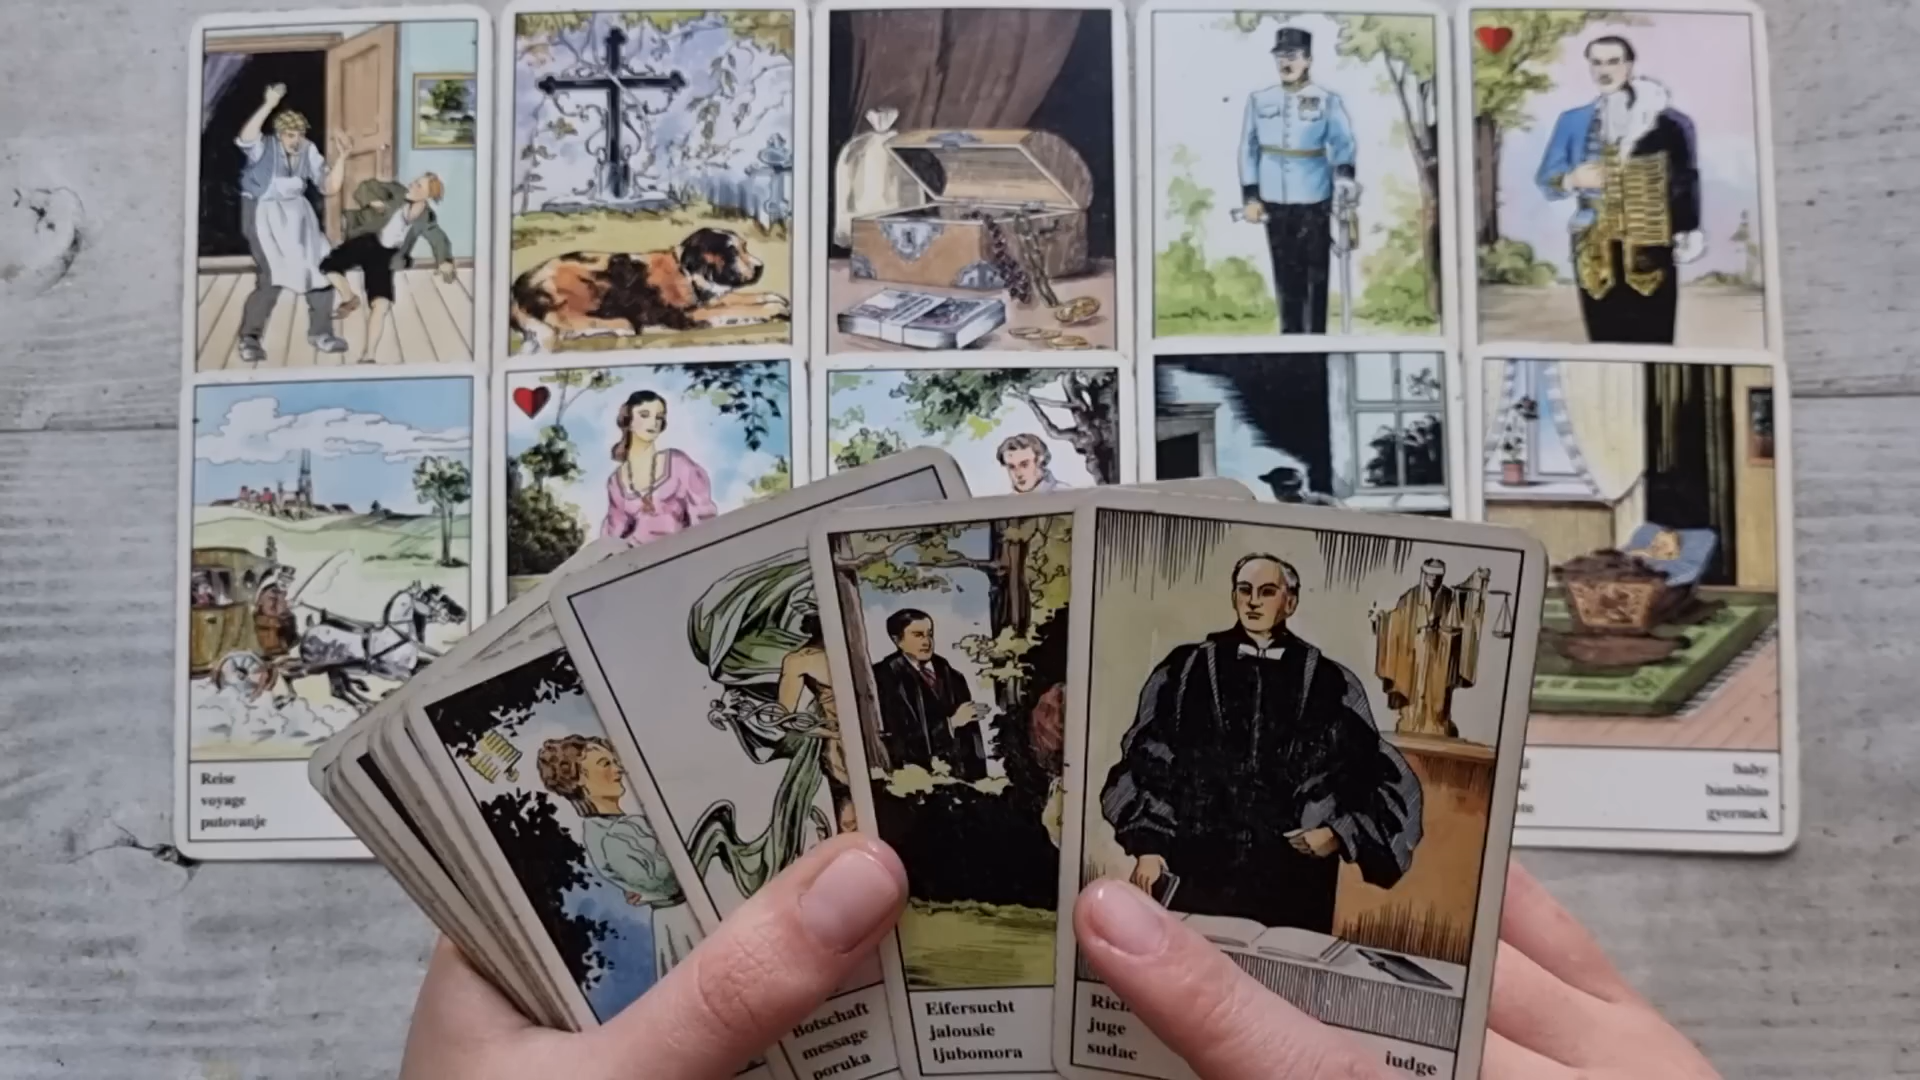 Reise
voyage
putovanje
baby
bambino
gyermek
Botschaft
message
poruka
Eifersucht
jalousie
ljubomora
juge
sudac
judge